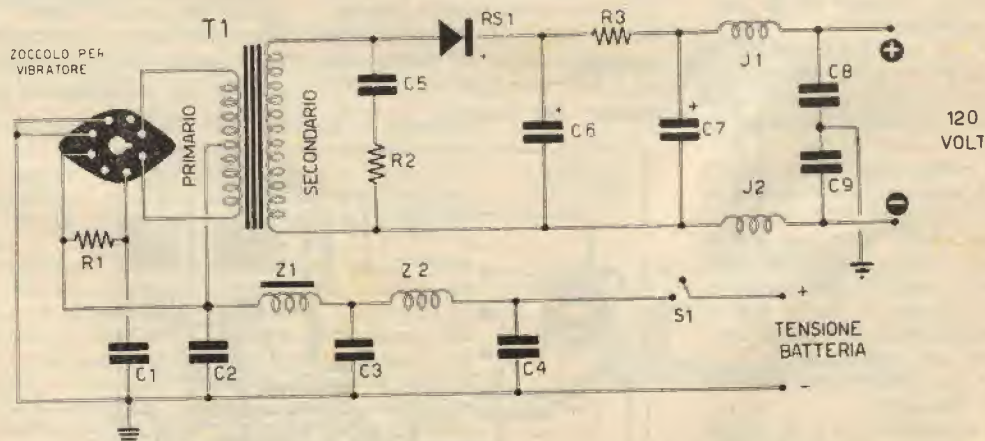 T1
ZOCCOLO PER
VIBRATORE
PRIMARIO
SECONDARIO
RS1
+
C5
R2
+
C6
R3
+
C7
J1
J2
C8
C9
+
−
120
VOLT
R1
Z1
Z2
C1
C2
C3
C4
S1
+
TENSIONE
BATTERIA
-